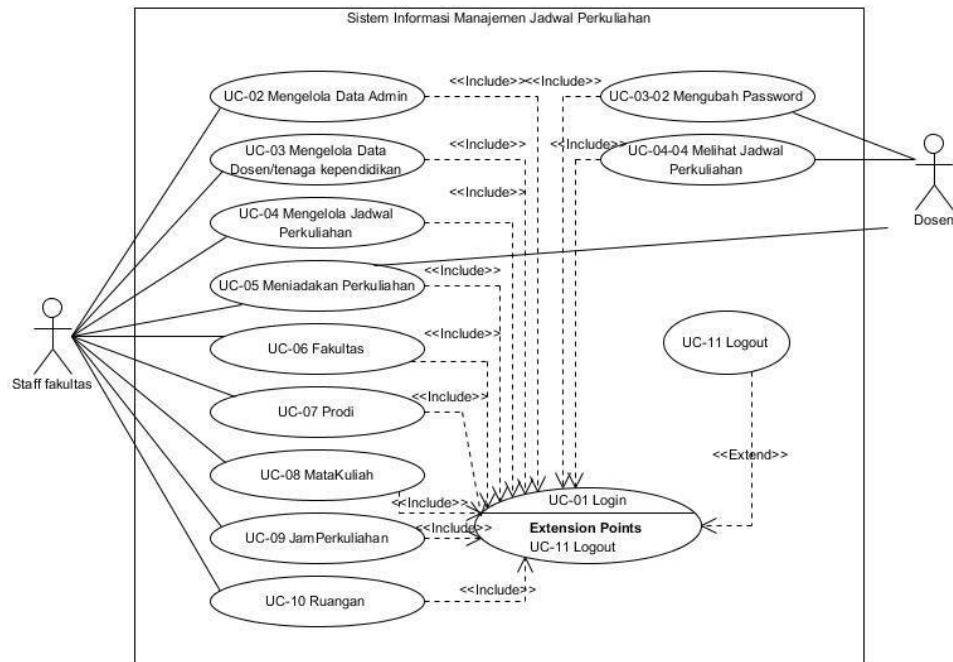 Sistem Informasi Manajemen Jadwal Perkuliahan
<<Include>>
<<Include>>
UC-02 Mengelola Data Admin
UC-03-02 Mengubah Password
UC-03 Mengelola Data
Dosen/tenaga kependidikan
<<Include>>
<<Include>>
UC-04-04 Melihat Jadwal
Perkuliahan
<<Include>>
UC-04 Mengelola Jadwal
Perkuliahan
Dosen
UC-05 Meniadakan Perkuliahan
<<Include>>
Staff fakultas
UC-06 Fakultas
<<Include>>
UC-11 Logout
UC-07 Prodi
<<Include>>
<<Extend>>
UC-08 MataKuliah
<<Include>>
UC-01 Login
Extension Points
UC-11 Logout
UC-09 JamPerkuliahan
<<Include>>
UC-10 Ruangan
<<Include>>